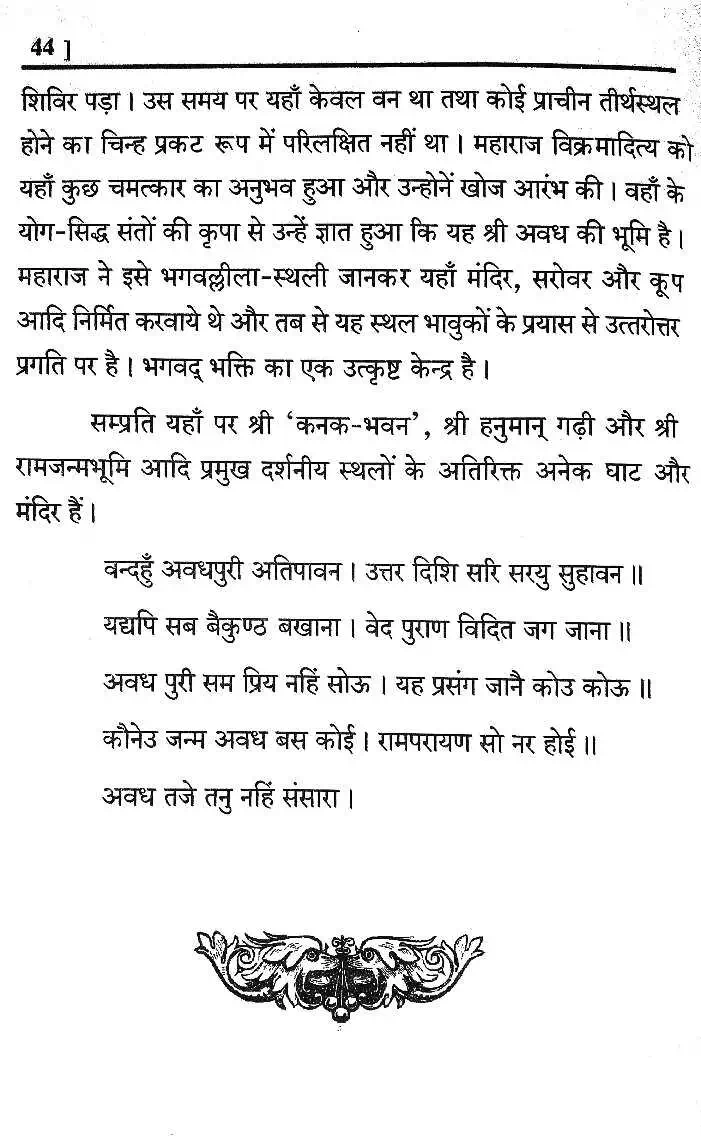 44 ]
शिविर पड़ा। उस समय पर यहाँ केवल वन था तथा कोई प्राचीन तीर्थस्थल
होने का चिन्ह प्रकट रूप में परिलक्षित नहीं था। महाराज विक्रमादित्य को
यहाँ कुछ चमत्कार का अनुभव हुआ और उन्होनें खोज आरंभ की। वहाँ के
योग-सिद्ध संतों की कृपा से उन्हें ज्ञात हुआ कि यह श्री अवध की भूमि है।
महाराज ने इसे भगवल्लीला-स्थली जानकर यहाँ मंदिर, सरोवर और कूप
आदि निर्मित करवाये थे और तब से यह स्थल भावुकों के प्रयास से उत्तरोत्तर
प्रगति पर है। भगवद् भक्ति का एक उत्कृष्ट केन्द्र है।
सम्प्रति यहाँ पर श्री ‘कनक-भवन’, श्री हनुमान् गढ़ी और श्री
रामजन्मभूमि आदि प्रमुख दर्शनीय स्थलों के अतिरिक्त अनेक घाट और
मंदिर हैं।
वन्दहुँ अवधपुरी अतिपावन। उत्तर दिशि सरि सरयु सुहावन॥
यद्यपि सब बैकुण्ठ बखाना। वेद पुराण विदित जग जाना॥
अवध पुरी सम प्रिय नहिं सोऊ। यह प्रसंग जानै कोउ कोऊ॥
कौनेउ जन्म अवध बस कोई। रामपरायण सो नर होई॥
अवध तजे तनु नहिं संसारा।